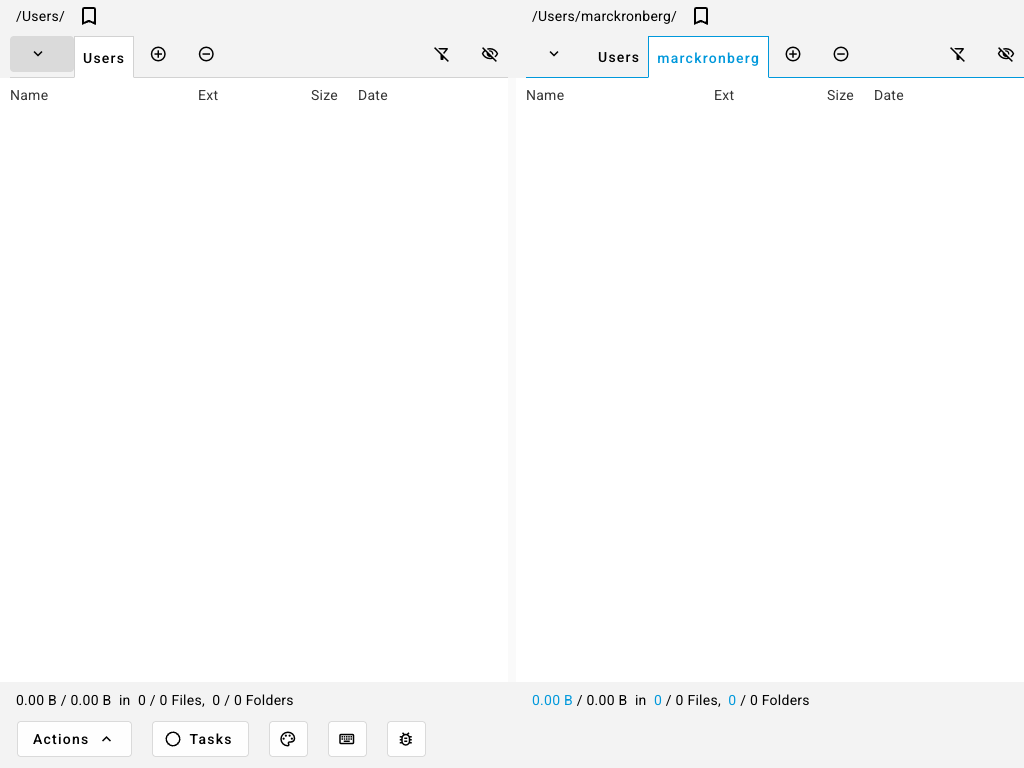 /Users/
Users
Name Ext Size Date
0.00 B / 0.00 B in 0 / 0 Files, 0 / 0 Folders
/Users/marckronberg/
Users marckronberg
Name Ext Size Date
0.00 B / 0.00 B in 0 / 0 Files, 0 / 0 Folders
Actions Tasks